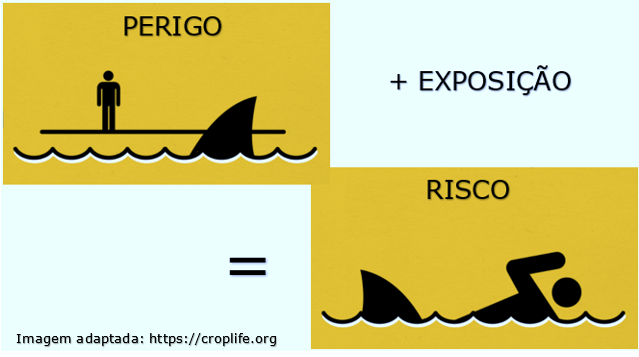 PERIGO
+ EXPOSIÇÃO
=
RISCO
Imagem adaptada: https://croplife.org